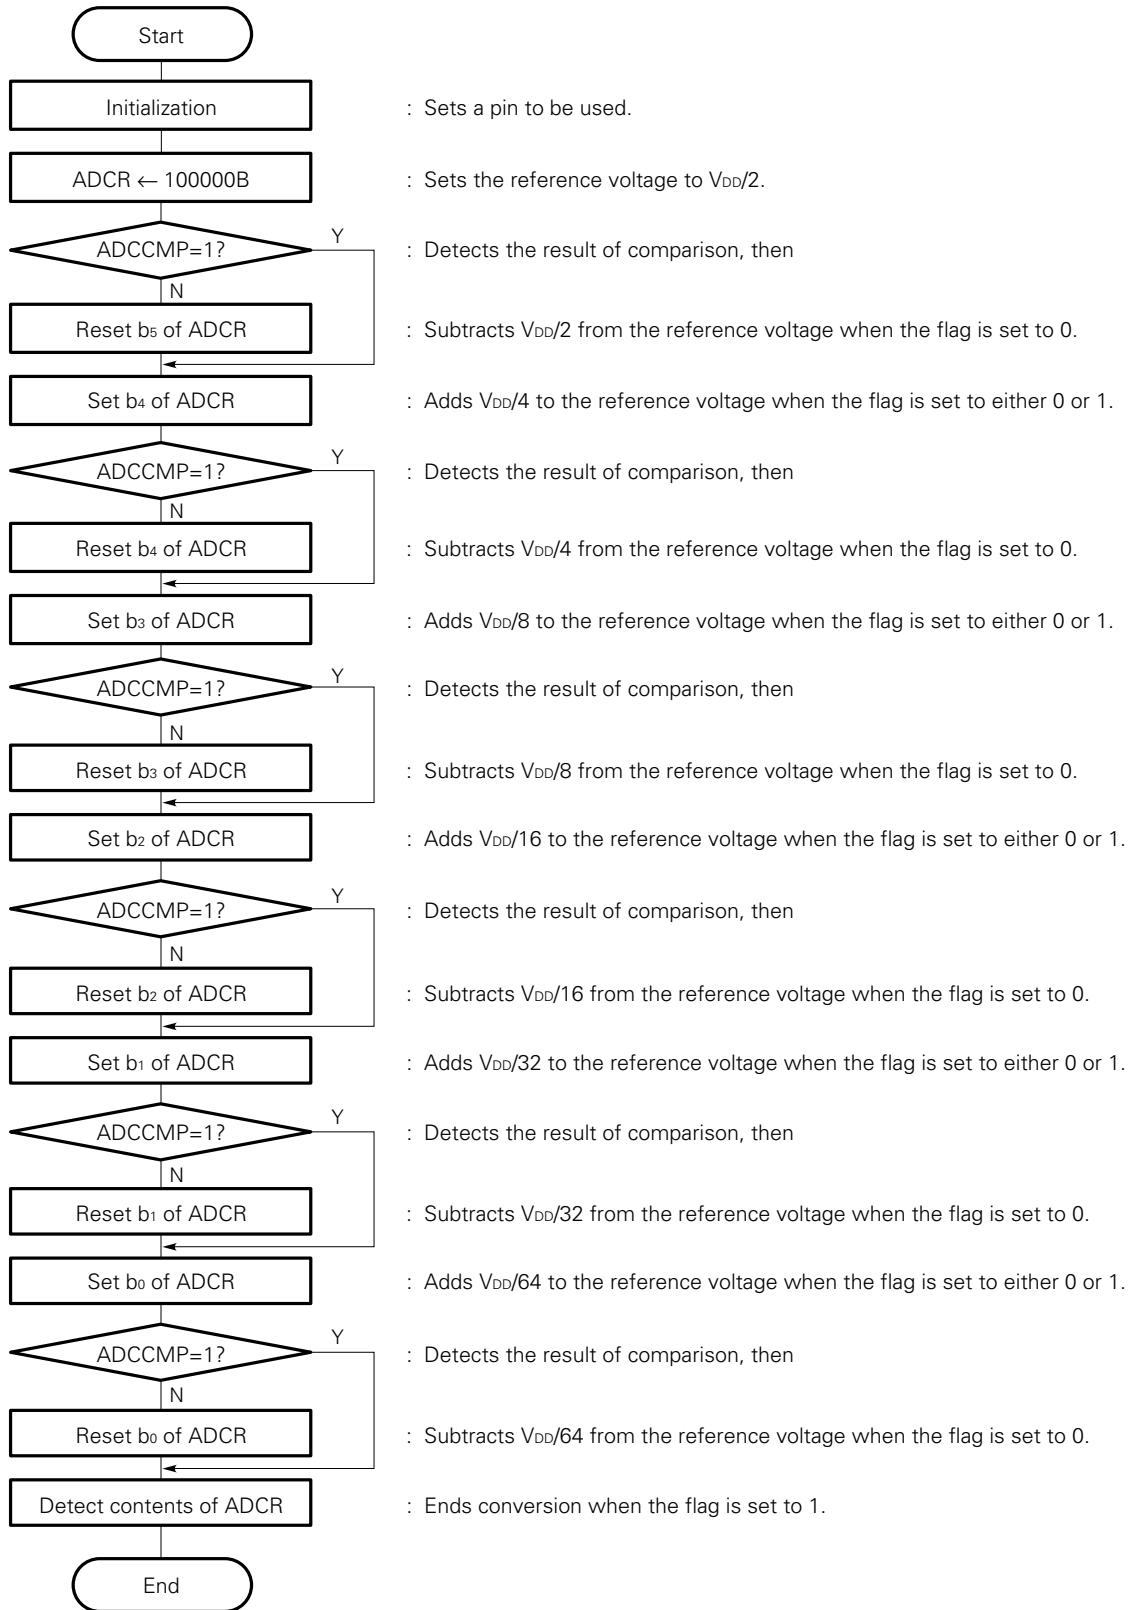 Start
Initialization : Sets a pin to be used.
ADCR ← 100000B : Sets the reference voltage to VDD/2.
ADCCMP=1? Y : Detects the result of comparison, then
N
Reset b5 of ADCR : Subtracts VDD/2 from the reference voltage when the flag is set to 0.
Set b4 of ADCR : Adds VDD/4 to the reference voltage when the flag is set to either 0 or 1.
ADCCMP=1? Y : Detects the result of comparison, then
N
Reset b4 of ADCR : Subtracts VDD/4 from the reference voltage when the flag is set to 0.
Set b3 of ADCR : Adds VDD/8 to the reference voltage when the flag is set to either 0 or 1.
ADCCMP=1? Y : Detects the result of comparison, then
N
Reset b3 of ADCR : Subtracts VDD/8 from the reference voltage when the flag is set to 0.
Set b2 of ADCR : Adds VDD/16 to the reference voltage when the flag is set to either 0 or 1.
ADCCMP=1? Y : Detects the result of comparison, then
N
Reset b2 of ADCR : Subtracts VDD/16 from the reference voltage when the flag is set to 0.
Set b1 of ADCR : Adds VDD/32 to the reference voltage when the flag is set to either 0 or 1.
ADCCMP=1? Y : Detects the result of comparison, then
N
Reset b1 of ADCR : Subtracts VDD/32 from the reference voltage when the flag is set to 0.
Set b0 of ADCR : Adds VDD/64 to the reference voltage when the flag is set to either 0 or 1.
ADCCMP=1? Y : Detects the result of comparison, then
N
Reset b0 of ADCR : Subtracts VDD/64 from the reference voltage when the flag is set to 0.
Detect contents of ADCR : Ends conversion when the flag is set to 1.
End